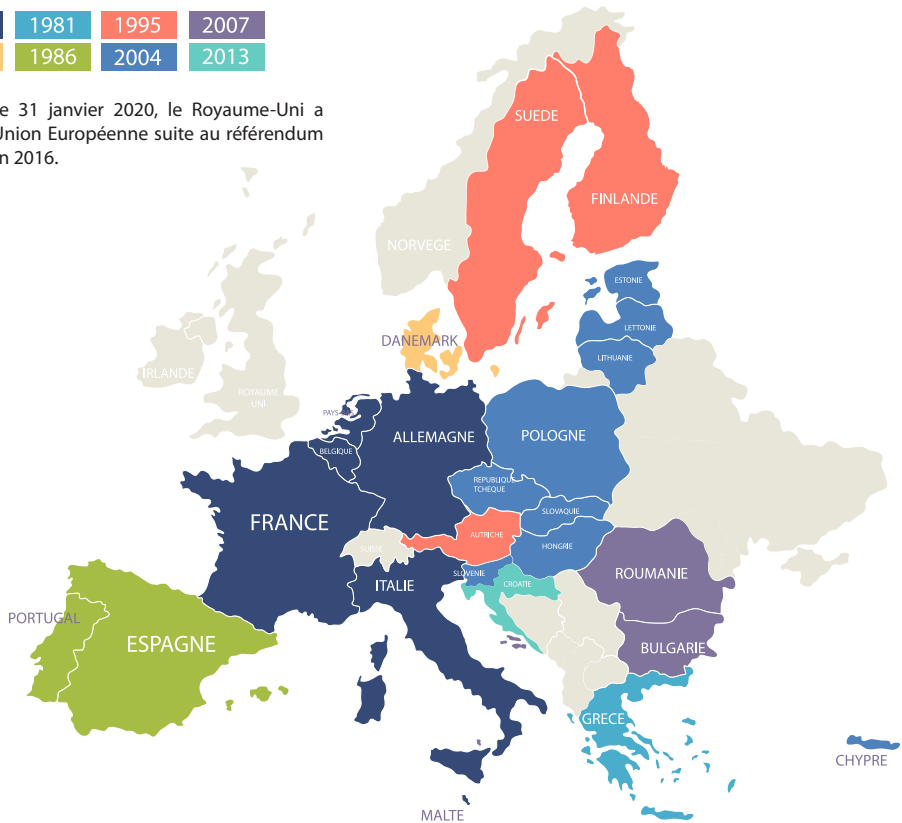 1981 1995 2007
1986 2004 2013
e 31 janvier 2020, le Royaume-Uni a
Union Européenne suite au référendum
n 2016.
SUEDE
FINLANDE
NORVEGE
ESTONIE
LETTONIE
DANEMARK
LITHUANIE
IRLANDE
ROYAUME
UNI
PAYS-BAS
ALLEMAGNE
POLOGNE
BELGIQUE
REPUBLIQUE
TCHEQUE
SLOVAQUIE
FRANCE
AUTRICHE
HONGRIE
SUISSE
SLOVENIE
ROUMANIE
ITALIE
CROATIE
PORTUGAL
ESPAGNE
BULGARIE
GRECE
CHYPRE
MALTE